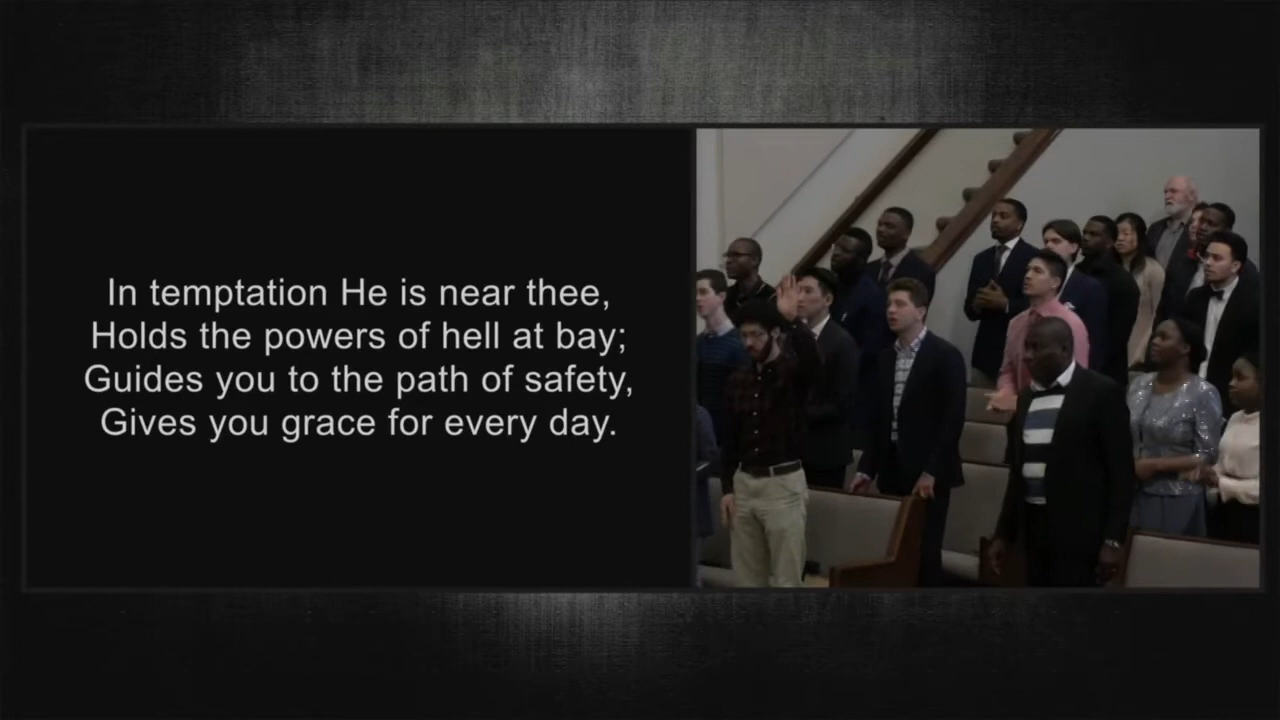 In temptation He is near thee,
Holds the powers of hell at bay;
Guides you to the path of safety,
Gives you grace for every day.